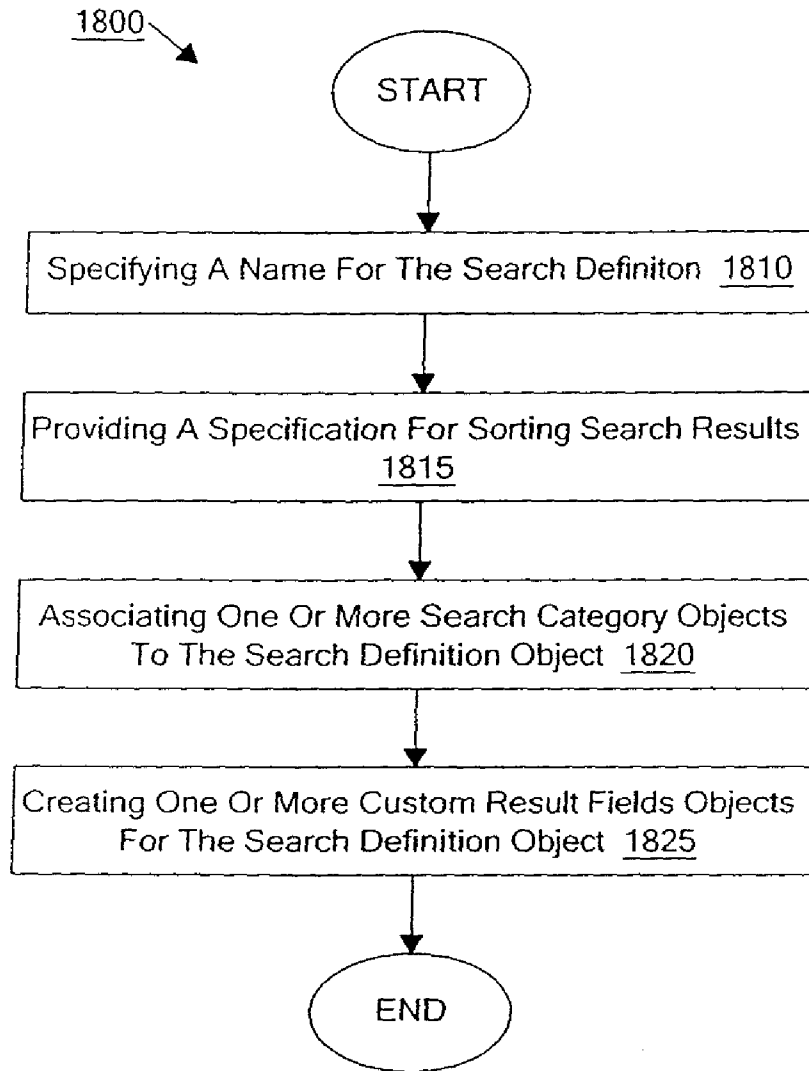 1800
START
Specifying A Name For The Search Definiton 1810
Providing A Specification For Sorting Search Results
1815
Associating One Or More Search Category Objects
To The Search Definition Object 1820
Creating One Or More Custom Result Fields Objects
For The Search Definition Object 1825
END